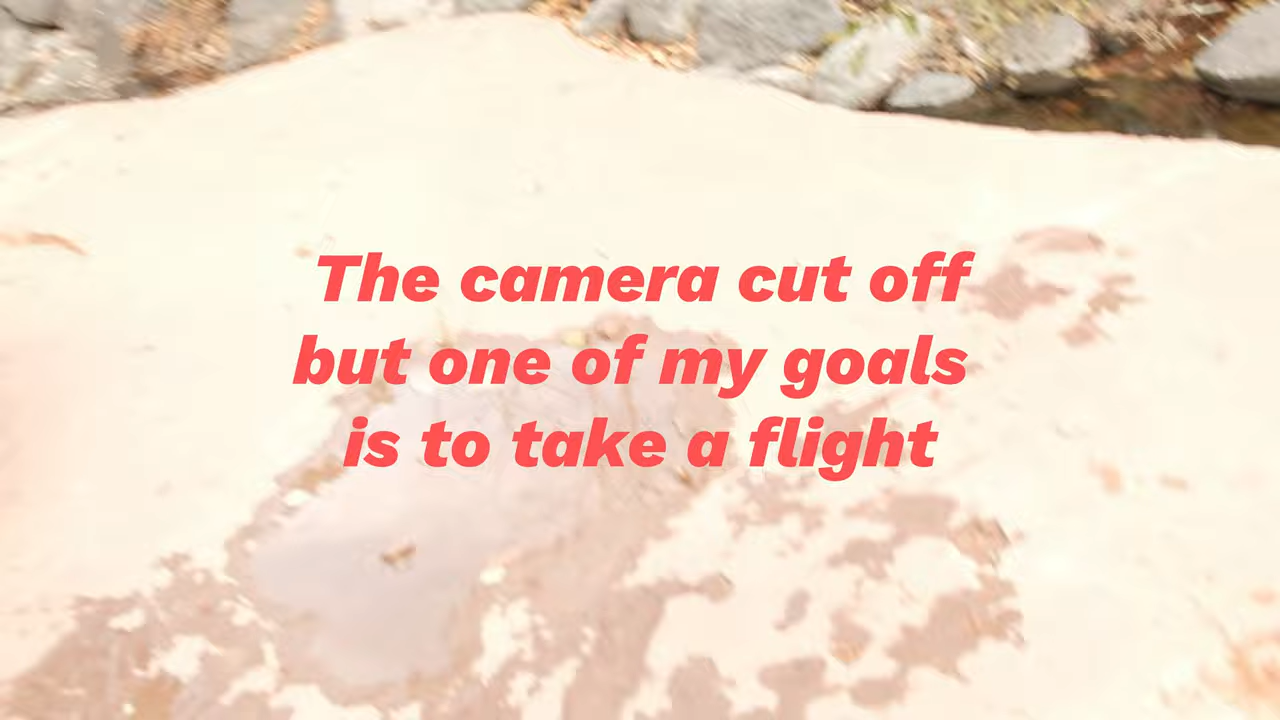 The camera cut off
but one of my goals
is to take a flight